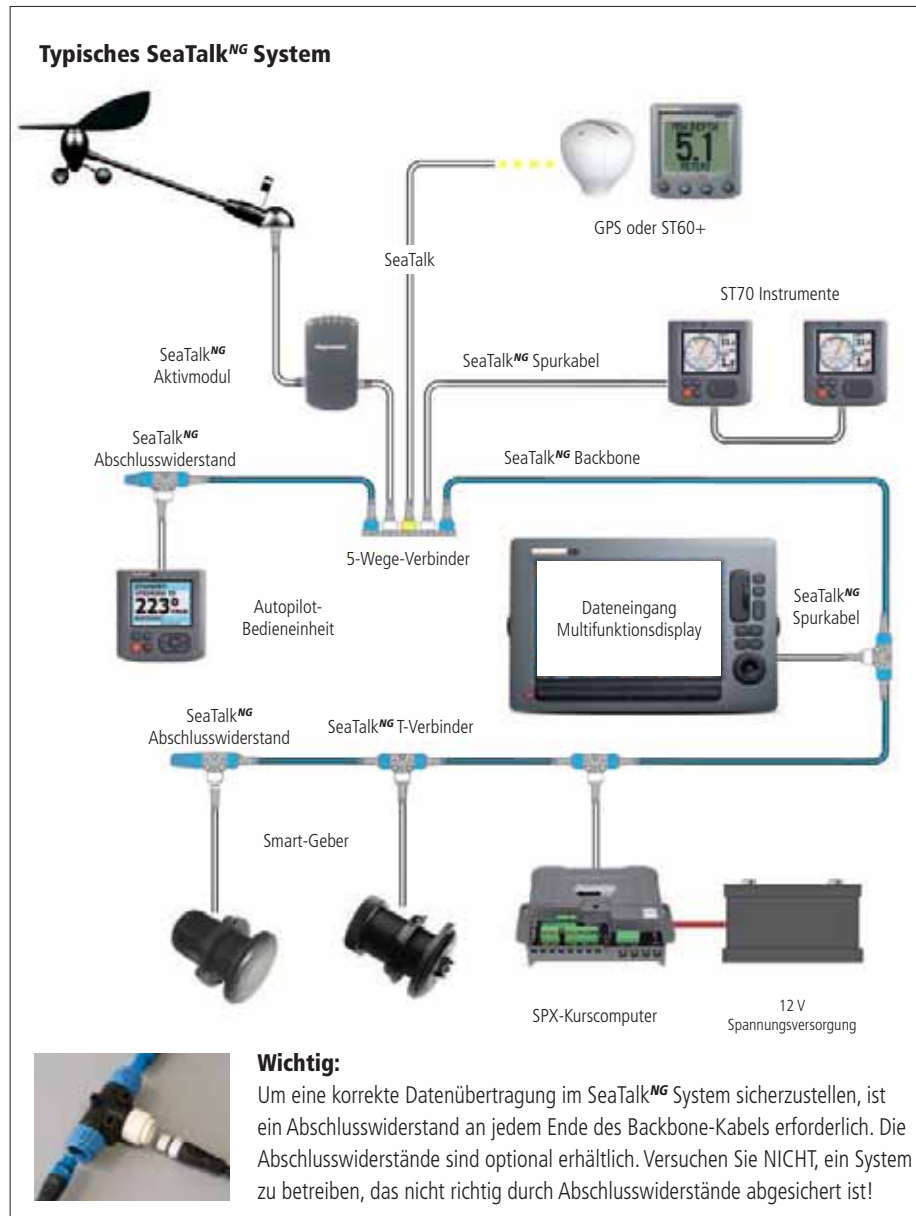 Typisches SeaTalkNG System
5.1
GPS oder ST60+
SeaTalk
ST70 Instrumente
SeaTalkNG
Aktivmodul
SeaTalkNG Spurkabel
SeaTalkNG
Abschlusswiderstand
SeaTalkNG Backbone
5-Wege-Verbinder
223°
Autopilot-
Bedieneinheit
Dateneingang
Multifunktionsdisplay
SeaTalkNG
Spurkabel
SeaTalkNG
Abschlusswiderstand
SeaTalkNG T-Verbinder
Smart-Geber
SPX-Kurscomputer
12 V
Spannungsversorgung
Wichtig:
Um eine korrekte Datenübertragung im SeaTalkNG System sicherzustellen, ist
ein Abschlusswiderstand an jedem Ende des Backbone-Kabels erforderlich. Die
Abschlusswiderstände sind optional erhältlich. Versuchen Sie NICHT, ein System
zu betreiben, das nicht richtig durch Abschlusswiderstände abgesichert ist!